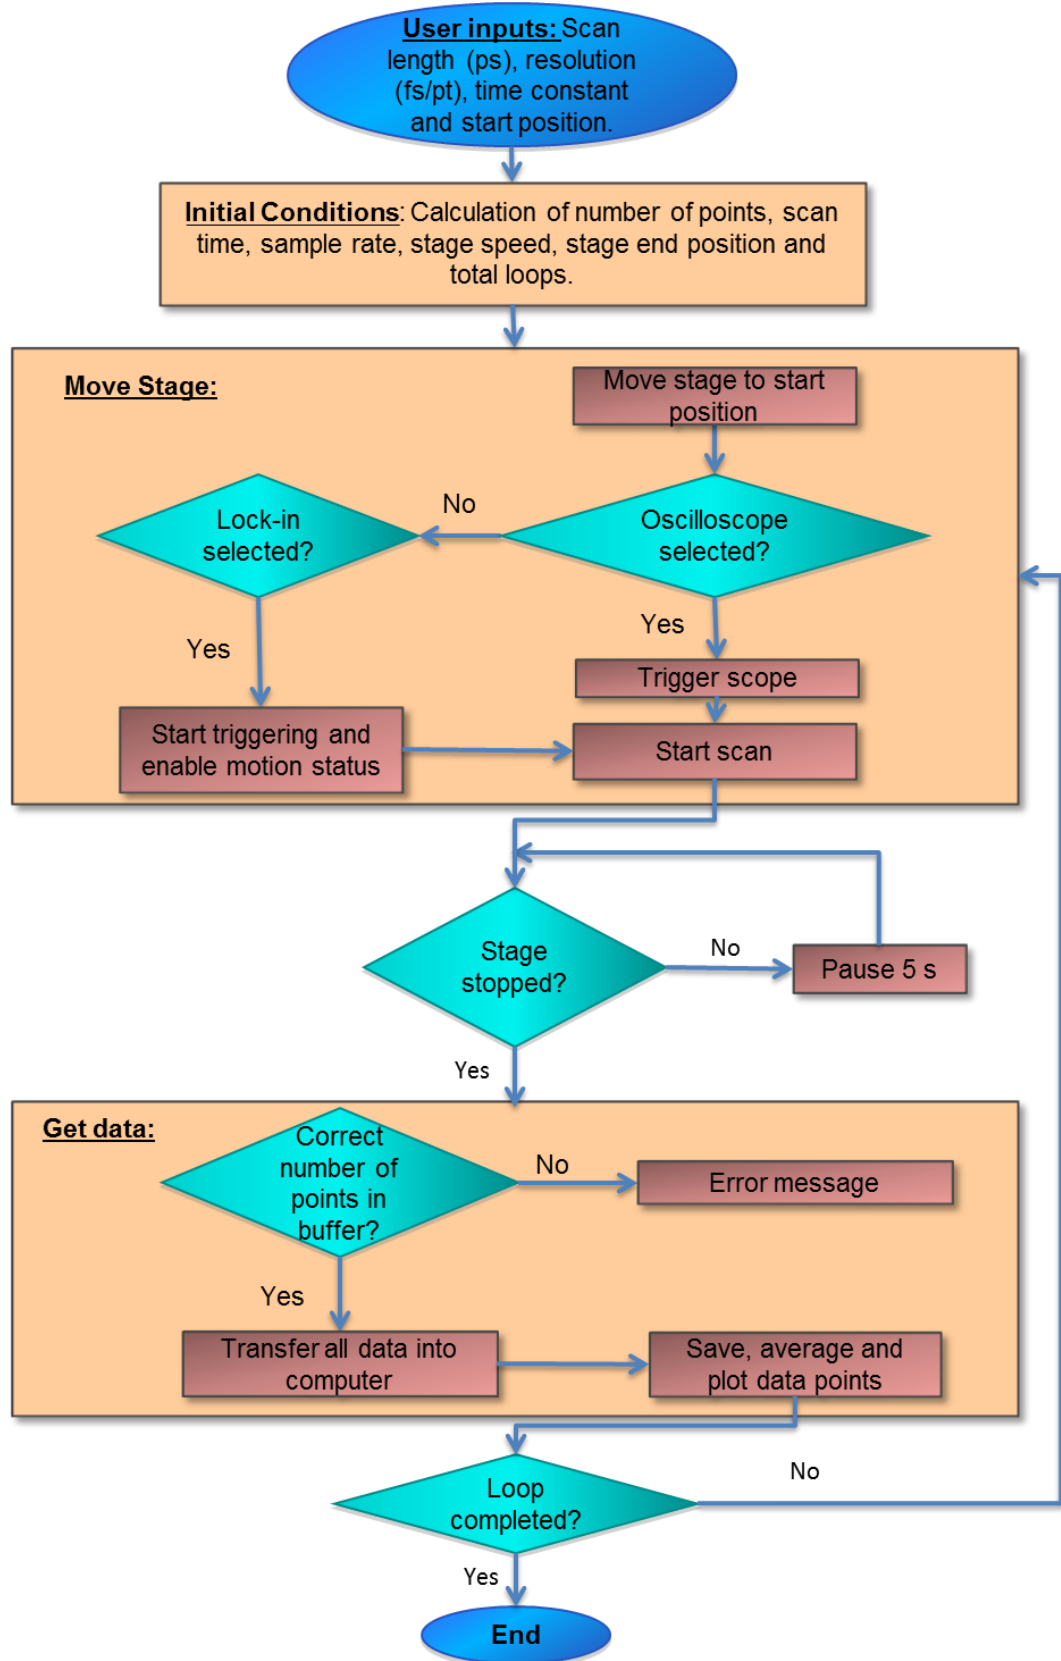 User inputs: Scan
length (ps), resolution
(fs/pt), time constant
and start position.
Initial Conditions: Calculation of number of points, scan
time, sample rate, stage speed, stage end position and
total loops.
Move Stage:
Move stage to start
position
No
Lock-in
selected?
Oscilloscope
selected?
Yes
Yes
Trigger scope
Start triggering and
enable motion status
Start scan
Stage
stopped?
No
Pause 5 s
Yes
Get data:
Correct
number of
points in
buffer?
No
Error message
Yes
Transfer all data into
computer
Save, average and
plot data points
Loop
completed?
No
Yes
End